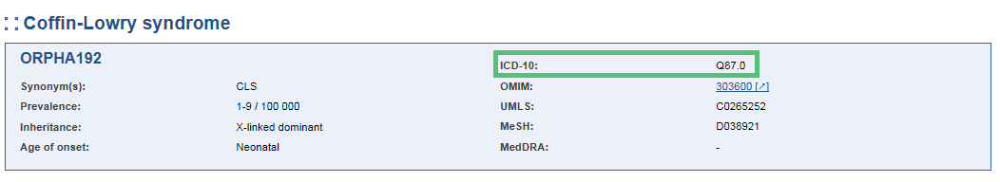 Coffin-Lowry syndrome
ORPHA192
ICD-10: Q87.0
Synonym(s): CLS
OMIM: 303600 [↗]
Prevalence: 1-9 / 100 000
UMLS: C0265252
Inheritance: X-linked dominant
MeSH: D038921
Age of onset: Neonatal
MedDRA: -